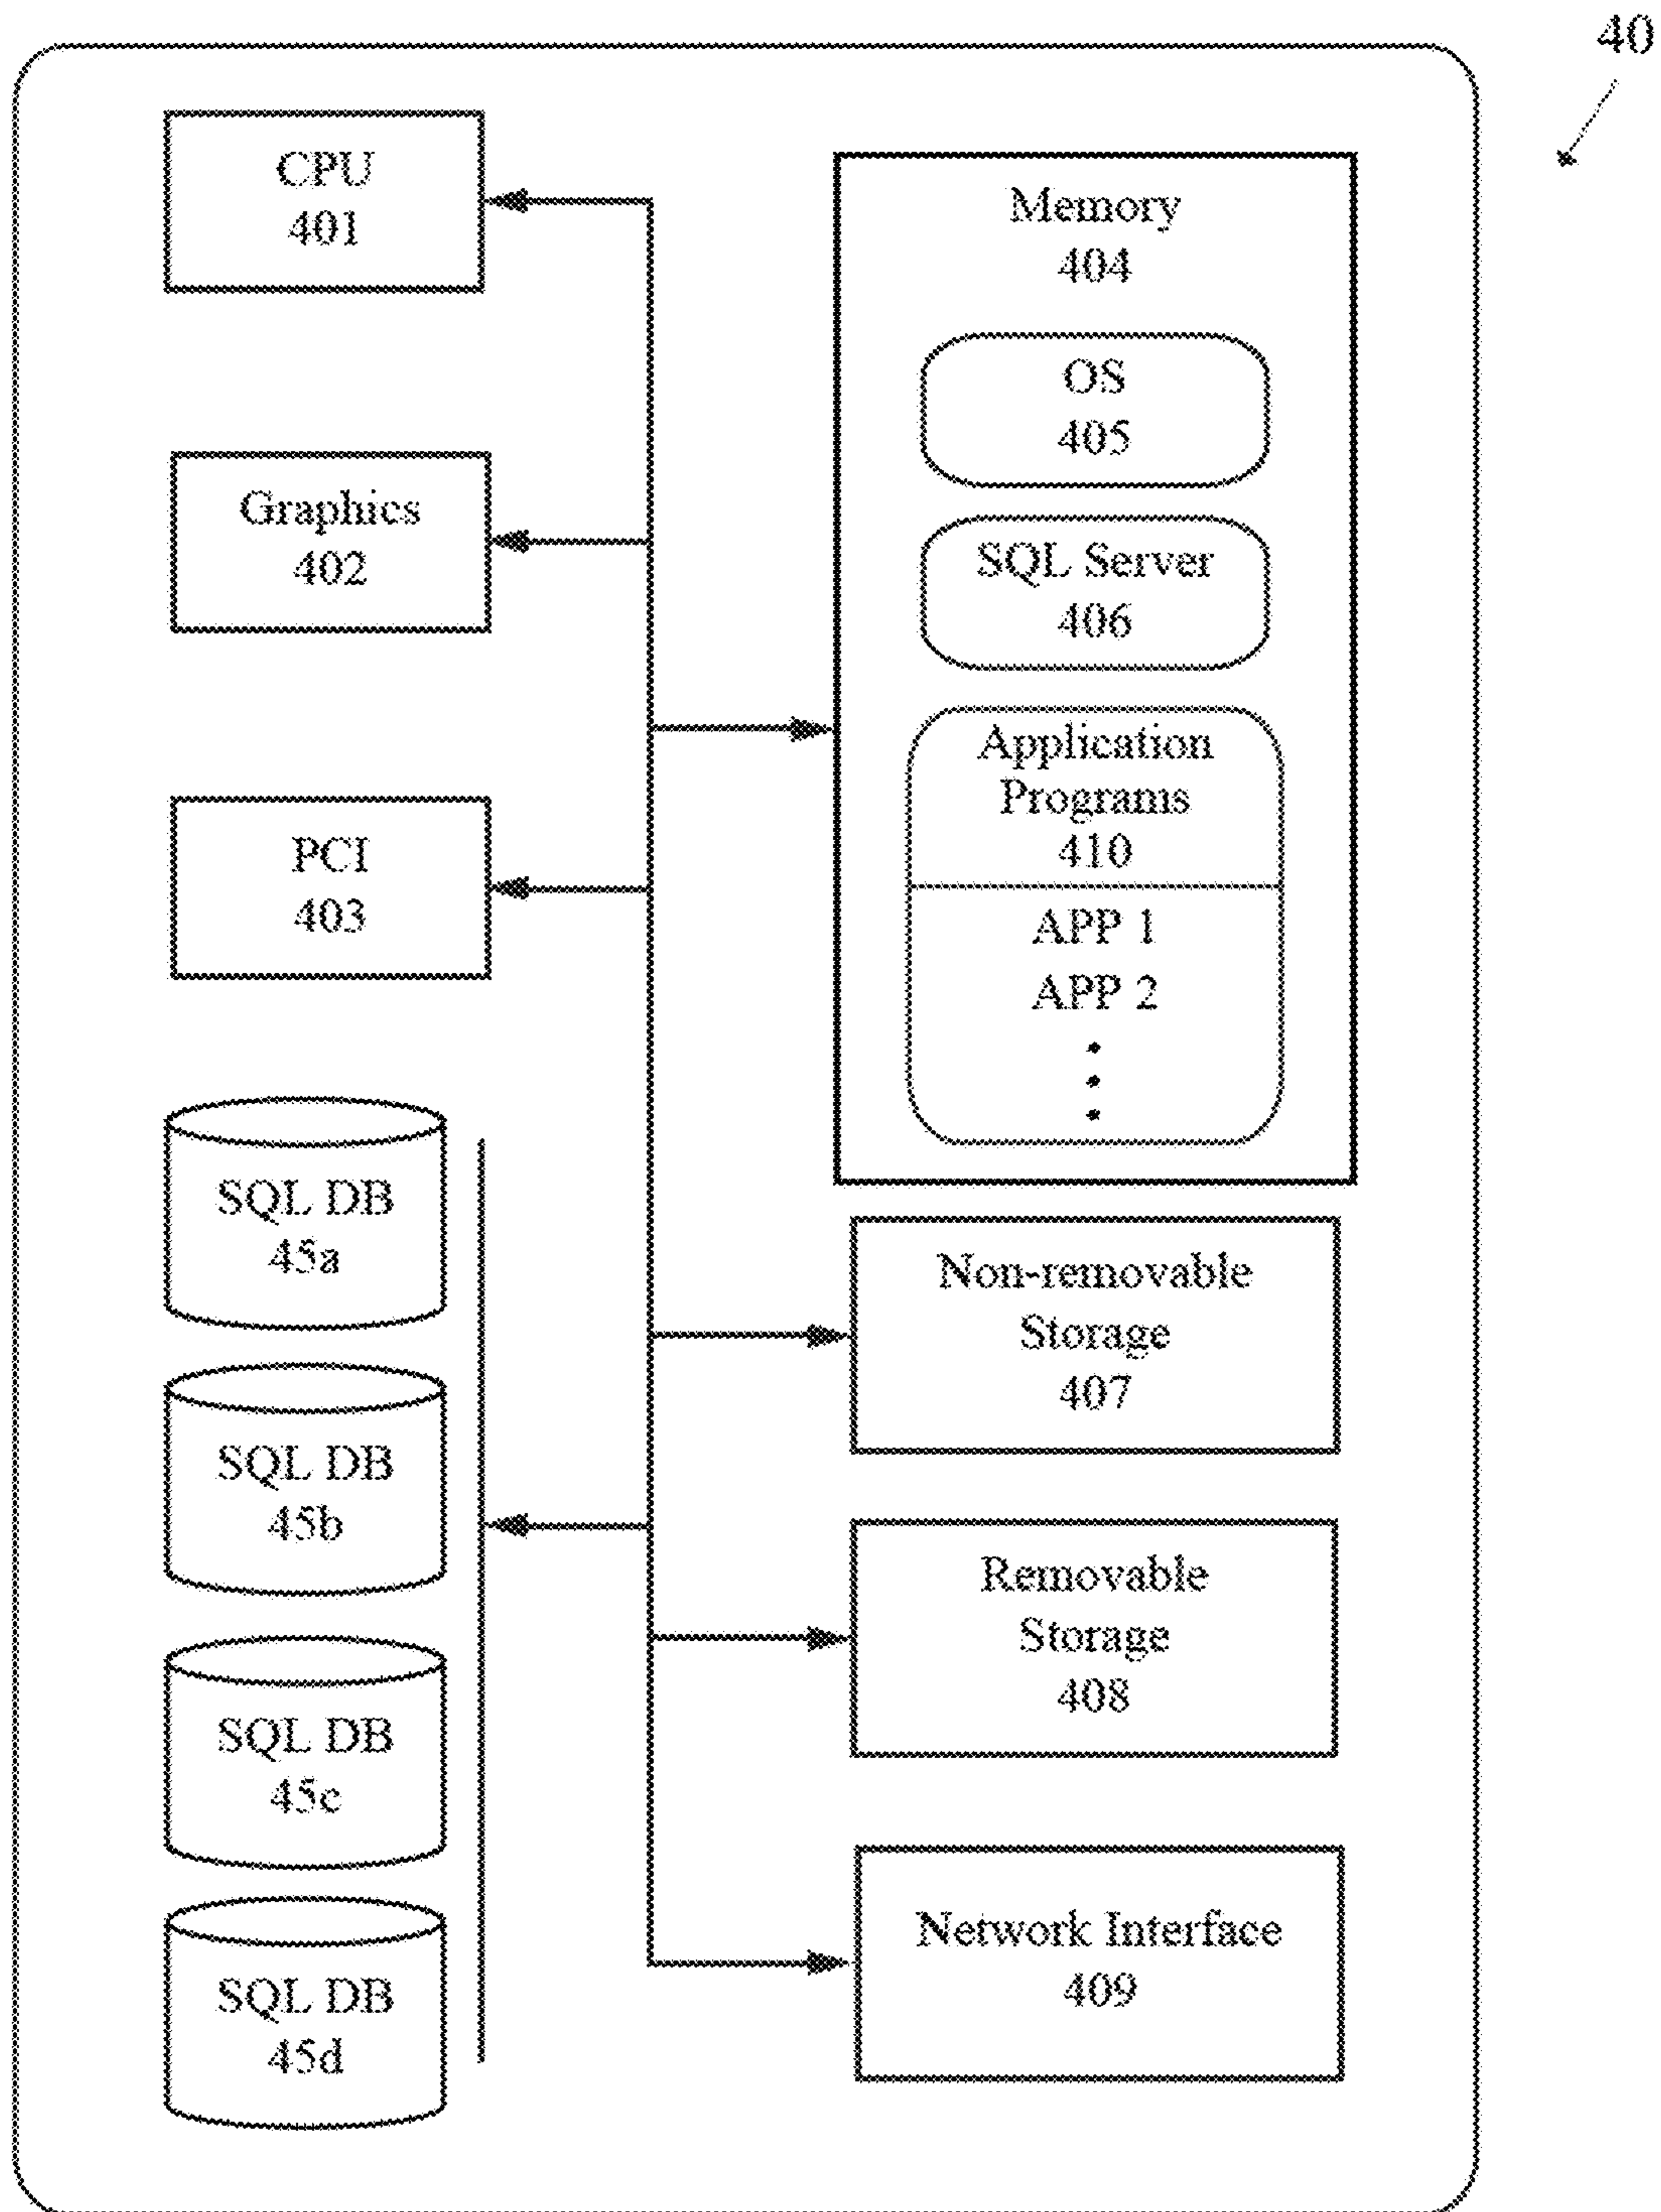 40
CPU
401
Graphics
402
PCI
403
SQL DB
45a
SQL DB
45b
SQL DB
45c
SQL DB
45d
Memory
404
OS
405
SQL Server
406
Application
Programs
410
APP 1
APP 2
Non-removable
Storage
407
Removable
Storage
408
Network Interface
409